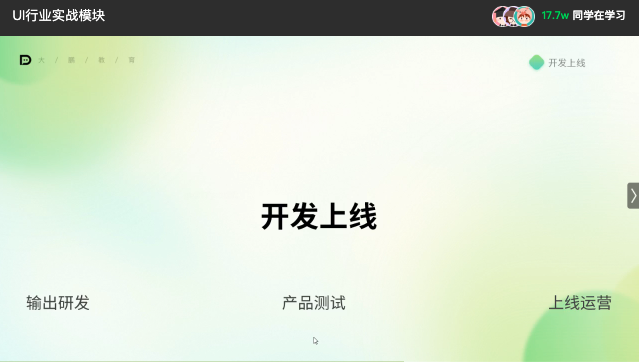 UI行业实战模块
17.7w 同学在学习
大 / 鹏 / 教 / 育
开发上线
开发上线
输出研发 产品测试 上线运营